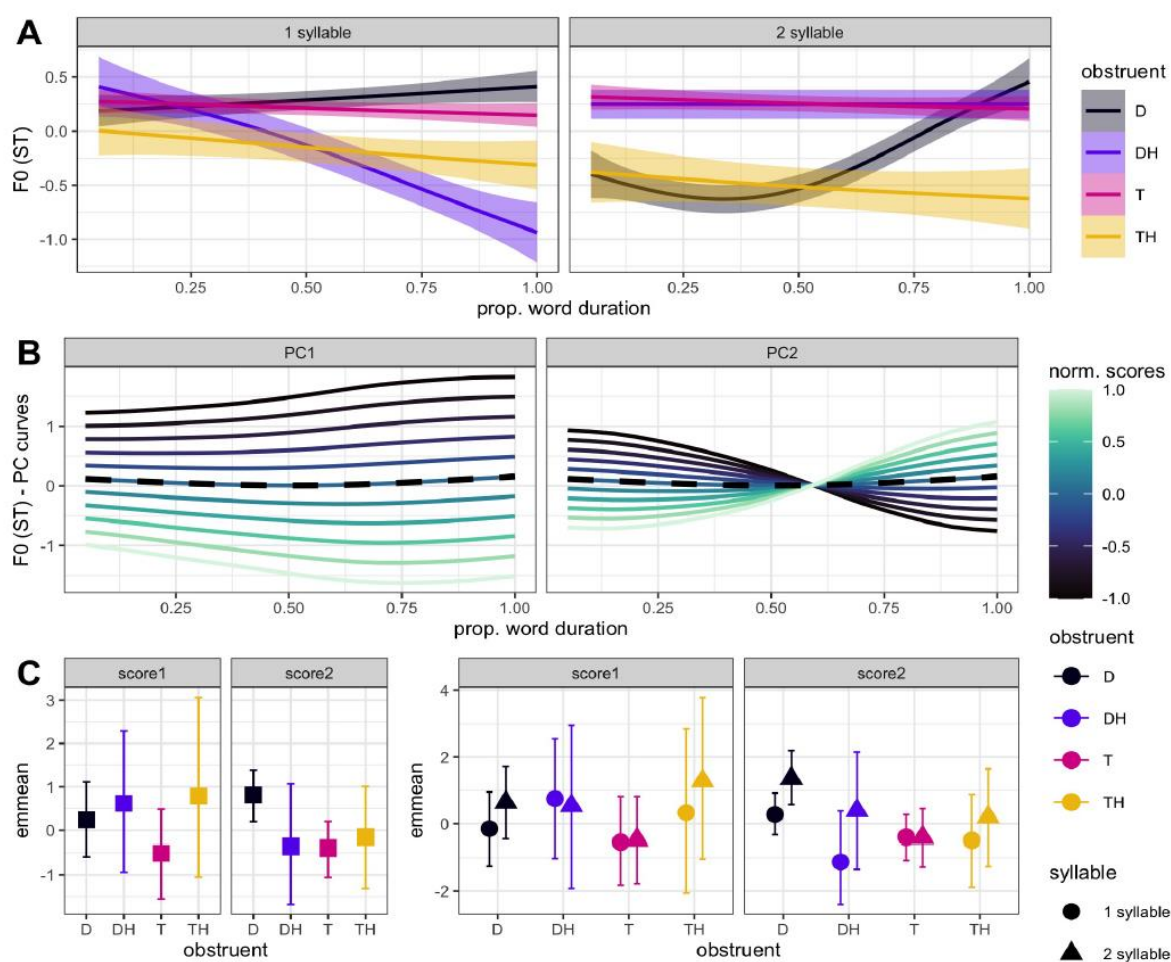 A
1 syllable
2 syllable
0.5
0.0
-0.5
-1.0
F0 (ST)
0.25
0.50
0.75
1.00
0.25
0.50
0.75
1.00
prop. word duration
obstruent
D
DH
T
TH
B
PC1
PC2
1
0
-1
F0 (ST) - PC curves
0.25
0.50
0.75
1.00
0.25
0.50
0.75
1.00
prop. word duration
norm. scores
1.0
0.5
0.0
-0.5
-1.0
C
score1
score2
3
2
1
0
-1
emmean
D
DH
T
TH
D
DH
T
TH
obstruent
score1
score2
4
2
0
-2
emmean
D
DH
T
TH
D
DH
T
TH
obstruent
obstruent
D
DH
T
TH
syllable
1 syllable
2 syllable